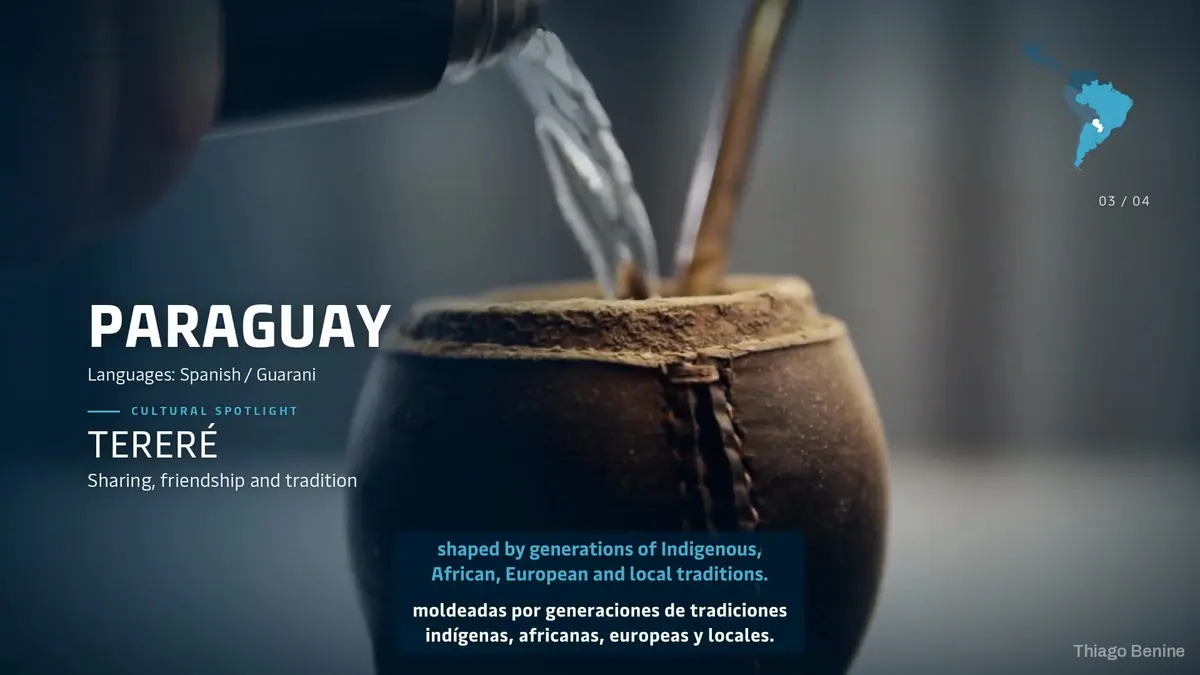 03 / 04
PARAGUAY
Languages: Spanish / Guarani
CULTURAL SPOTLIGHT
TERERÉ
Sharing, friendship and tradition
shaped by generations of Indigenous,
African, European and local traditions.
moldeadas por generaciones de tradiciones
indígenas, africanas, europeas y locales.
Thiago Benine